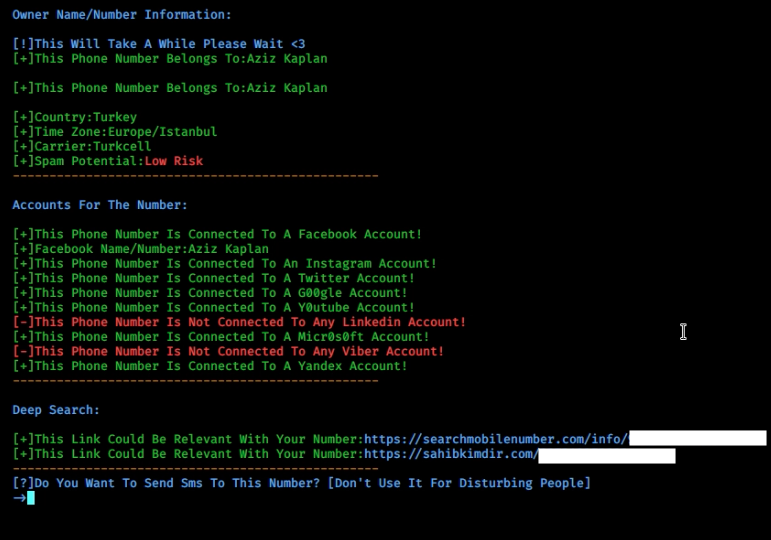 Owner Name/Number Information:
[!]This Will Take A While Please Wait <3
[+]This Phone Number Belongs To:Aziz Kaplan
[+]This Phone Number Belongs To:Aziz Kaplan
[+]Country:Turkey
[+]Time Zone:Europe/Istanbul
[+]Carrier:Turkcell
[+]Spam Potential:Low Risk
--------------------------------------------------
Accounts For The Number:
[+]This Phone Number Is Connected To A Facebook Account!
[+]Facebook Name/Number:Aziz Kaplan
[+]This Phone Number Is Connected To An Instagram Account!
[+]This Phone Number Is Connected To A Twitter Account!
[+]This Phone Number Is Connected To A G00gle Account!
[+]This Phone Number Is Connected To A Y0utube Account!
[-]This Phone Number Is Not Connected To Any Linkedin Account!
[+]This Phone Number Is Connected To A Micr0s0ft Account!
[-]This Phone Number Is Not Connected To Any Viber Account!
[+]This Phone Number Is Connected To A Yandex Account!
--------------------------------------------------
Deep Search:
[+]This Link Could Be Relevant With Your Number:https://searchmobilenumber.com/info/
[+]This Link Could Be Relevant With Your Number:https://sahibkimdir.com/
--------------------------------------------------
[?]Do You Want To Send Sms To This Number? [Don't Use It For Disturbing People]
→